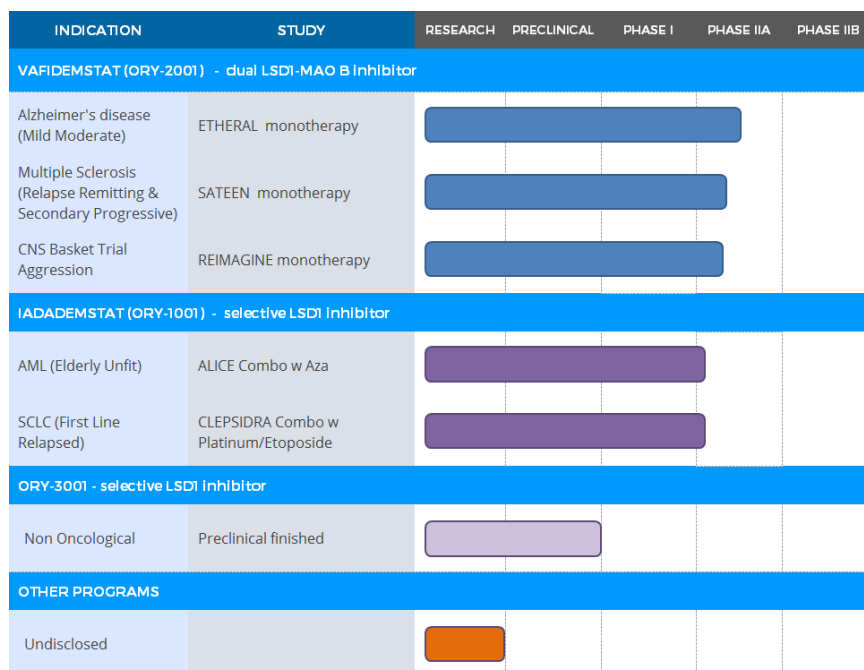 INDICATION STUDY RESEARCH PRECLINICAL PHASE I PHASE IIA PHASE IIB
VAFIDEMSTAT (ORY-2001) - dual LSD1-MAO B inhibitor
Alzheimer's disease
(Mild Moderate)
ETHERAL monotherapy
Multiple Sclerosis
(Relapse Remitting &
Secondary Progressive)
SATEEN monotherapy
CNS Basket Trial
Aggression
REIMAGINE monotherapy
IADADEMSTAT (ORY-1001) - selective LSD1 inhibitor
AML (Elderly Unfit)
ALICE Combo w Aza
SCLC (First Line
Relapsed)
CLEPSIDRA Combo w
Platinum/Etoposide
ORY-3001 - selective LSD1 inhibitor
Non Oncological
Preclinical finished
OTHER PROGRAMS
Undisclosed